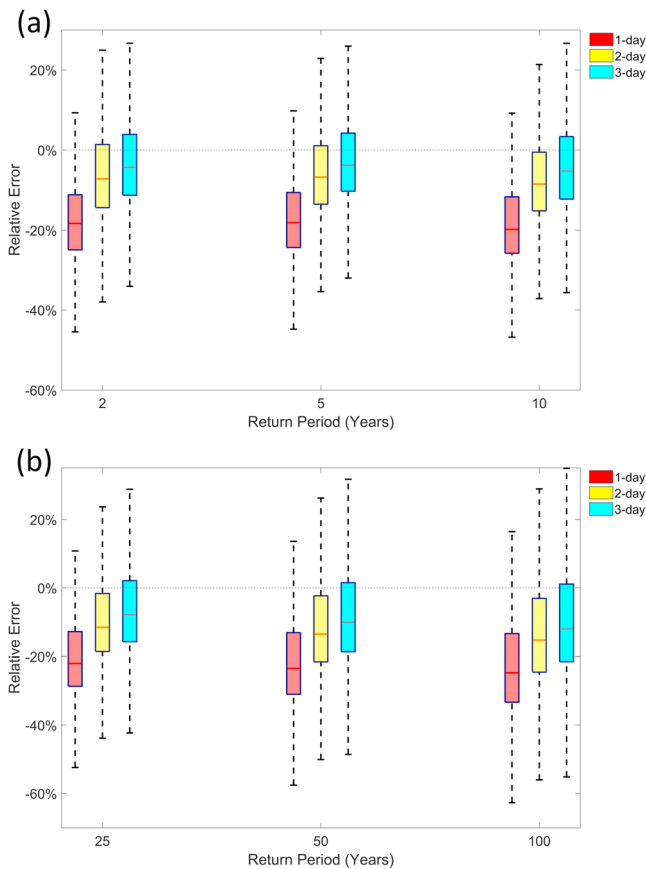 (a)
20%
0%
-20%
-40%
-60%
Relative Error
2 5 10
Return Period (Years)
1-day
2-day
3-day
(b)
20%
0%
-20%
-40%
-60%
Relative Error
25 50 100
Return Period (Years)
1-day
2-day
3-day